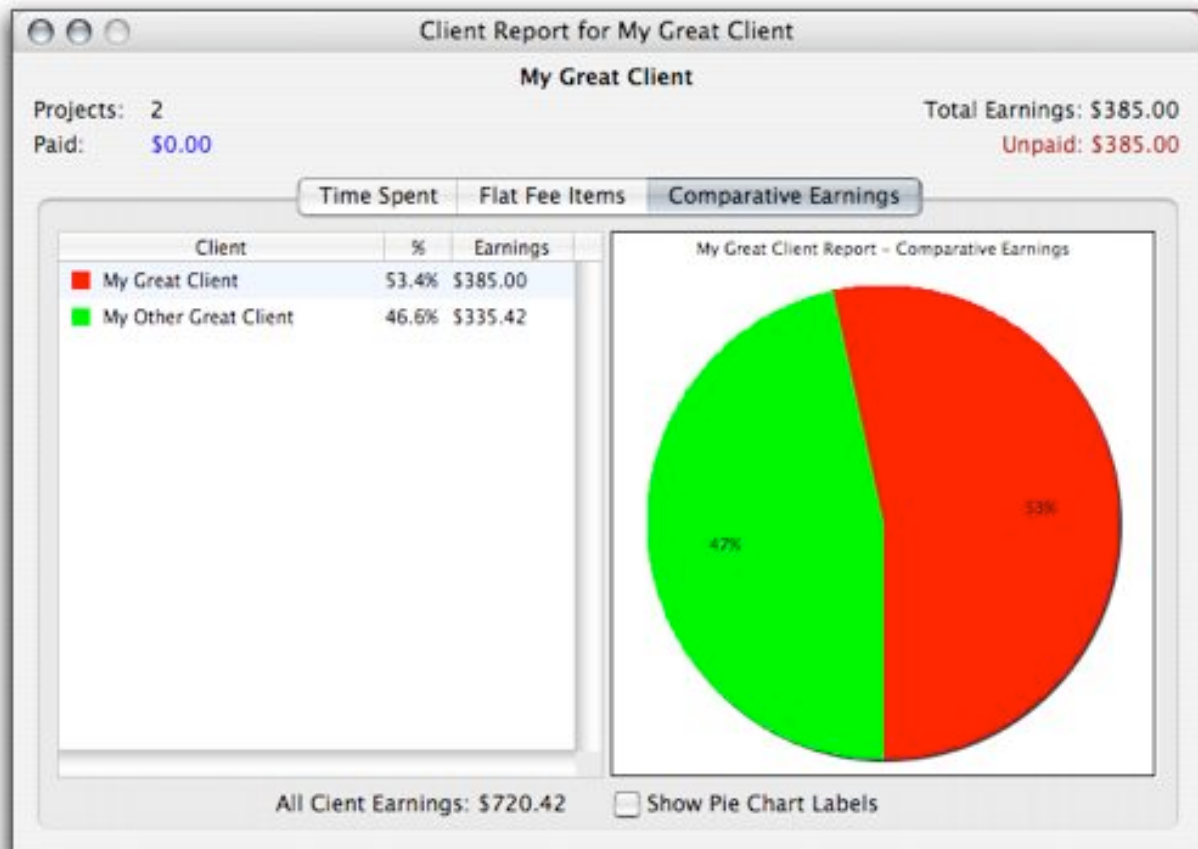 Client Report for My Great Client
My Great Client
Projects: 2
Total Earnings: $385.00
Paid: $0.00
Unpaid: $385.00
Time Spent
Flat Fee Items
Comparative Earnings
Client % Earnings
My Great Client 53.4% $385.00
My Other Great Client 46.6% $335.42
My Great Client Report - Comparative Earnings
53%
47%
All Cient Earnings: $720.42
Show Pie Chart Labels